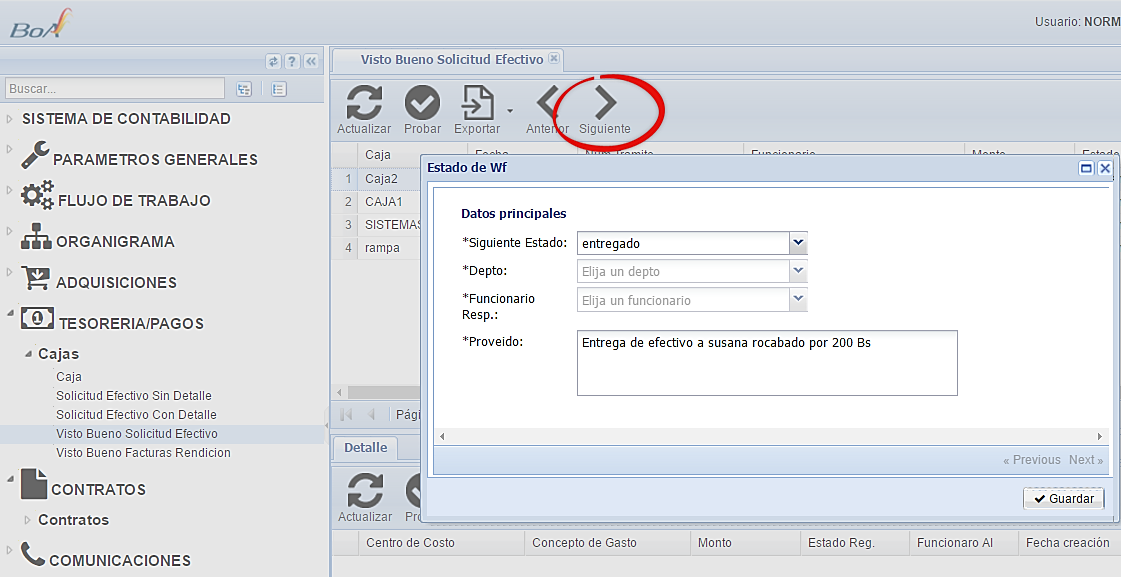 BoA
Usuario: NORM
Buscar...
SISTEMA DE CONTABILIDAD
PARAMETROS GENERALES
FLUJO DE TRABAJO
ORGANIGRAMA
ADQUISICIONES
TESORERIA/PAGOS
Cajas
Caja
Solicitud Efectivo Sin Detalle
Solicitud Efectivo Con Detalle
Visto Bueno Solicitud Efectivo
Visto Bueno Facturas Rendicion
CONTRATOS
Contratos
COMUNICACIONES
Visto Bueno Solicitud Efectivo
Actualizar Probar Exportar Anterior Siguiente
Caja Fecha Num Tramite Funcionario Monto Estado
1 Caja2
2 CAJA1
3 SISTEMAS
4 rampa
Pági
Estado de Wf
Datos principales
*Siguiente Estado: entregado
*Depto: Elija un depto
*Funcionario Resp.: Elija un funcionario
*Proveido: Entrega de efectivo a susana rocabado por 200 Bs
« Previous Next »
Guardar
Detalle
Actualizar Pro
Centro de Costo Concepto de Gasto Monto Estado Reg. Funcionaro Al Fecha creación